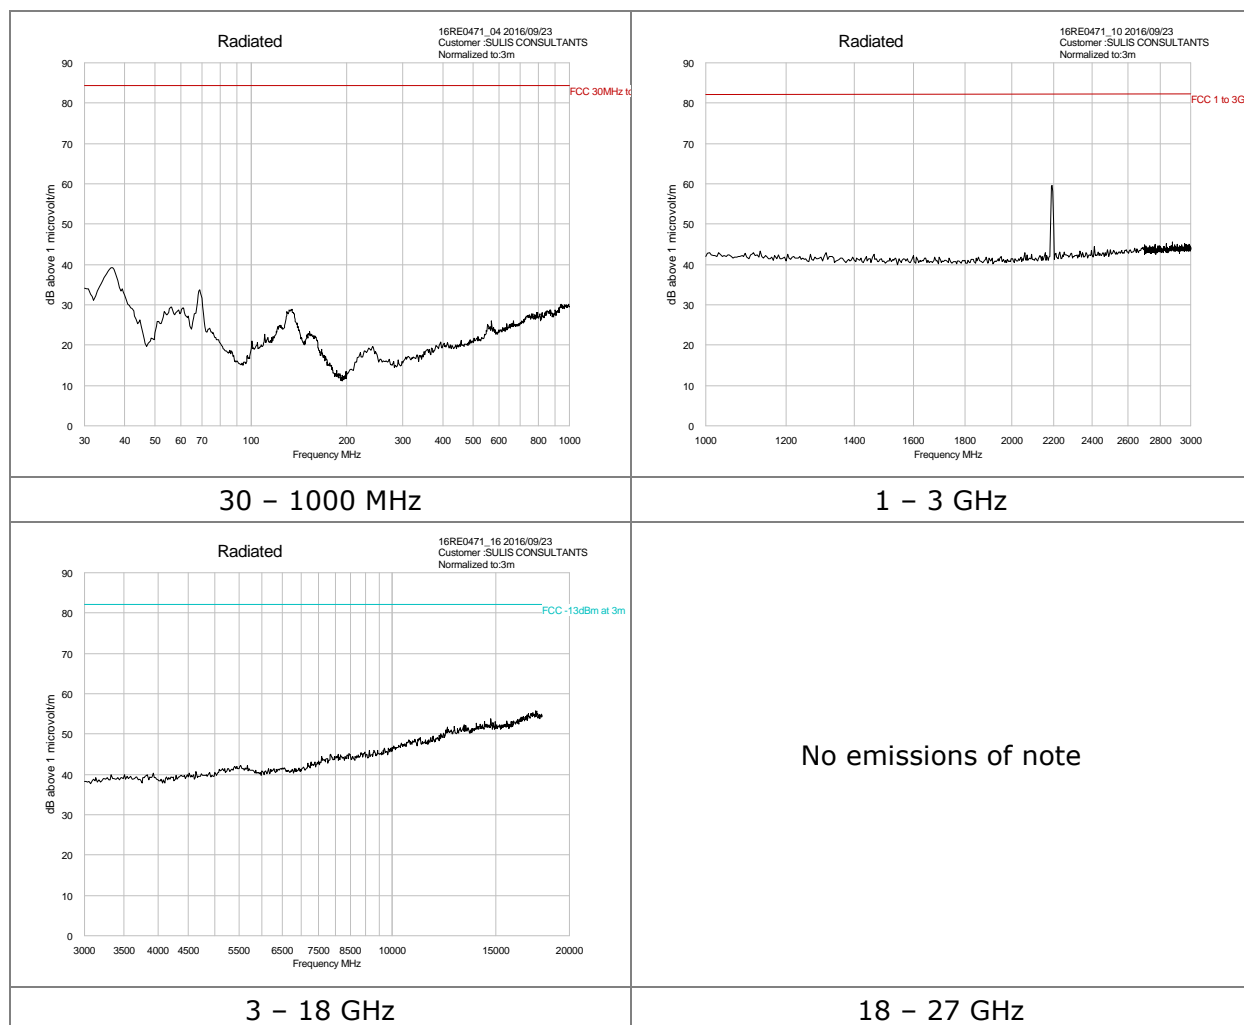 Radiated
16RE0471_04 2016/09/23
Customer :SULIS CONSULTANTS
Normalized to:3m
90
80
70
60
50
40
30
20
10
0
dB above 1 microvolt/m
FCC 30MHz to
30 40 50 60 70 100 200 300 400 500 600 800 1000
Frequency MHz
30 – 1000 MHz
Radiated
16RE0471_10 2016/09/23
Customer :SULIS CONSULTANTS
Normalized to:3m
90
80
70
60
50
40
30
20
10
0
dB above 1 microvolt/m
FCC 1 to 3G
1000 1200 1400 1600 1800 2000 2200 2400 2600 2800 3000
Frequency MHz
1 – 3 GHz
Radiated
16RE0471_16 2016/09/23
Customer :SULIS CONSULTANTS
Normalized to:3m
90
80
70
60
50
40
30
20
10
0
dB above 1 microvolt/m
FCC -13dBm at 3m
3000 3500 4000 4500 5500 6500 7500 8500 10000 15000 20000
Frequency MHz
3 – 18 GHz
No emissions of note
18 – 27 GHz